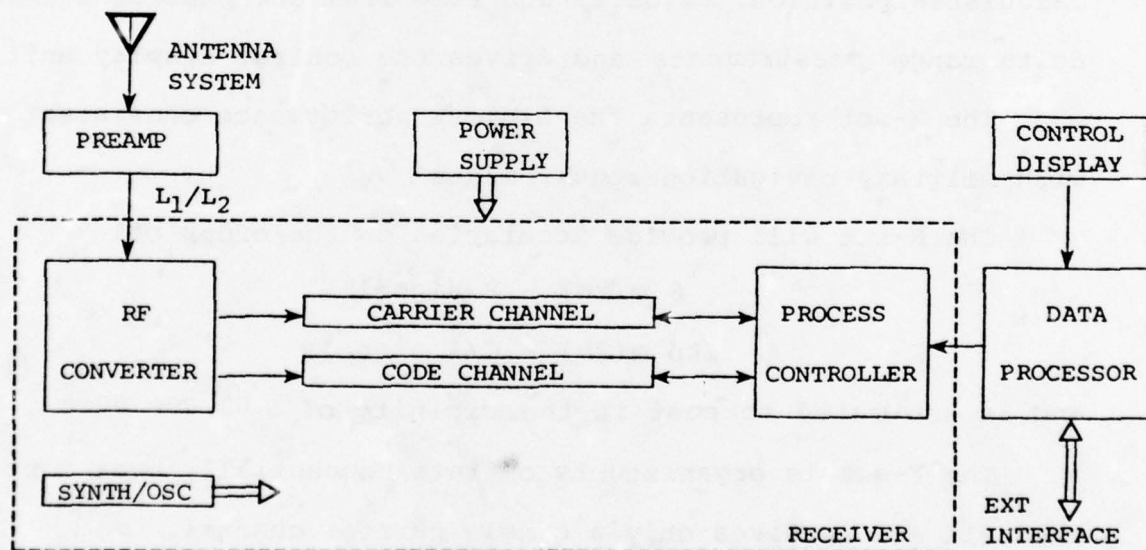 ANTENNA
SYSTEM
PREAMP
POWER
SUPPLY
CONTROL
DISPLAY
L1/L2
RF
CONVERTER
CARRIER CHANNEL
CODE CHANNEL
PROCESS
CONTROLLER
DATA
PROCESSOR
SYNTH/OSC
RECEIVER
EXT
INTERFACE